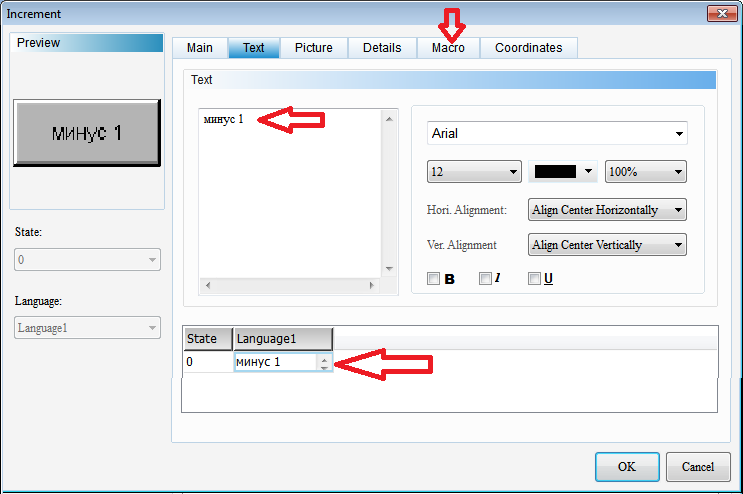 Increment
Preview
минус 1
State:
0
Language:
Language1
Main Text Picture Details Macro Coordinates
Text
минус 1
Arial
12 100%
Hori. Alignment: Align Center Horizontally
Ver. Alignment Align Center Vertically
B I U
State Language1
0 минус 1
OK Cancel